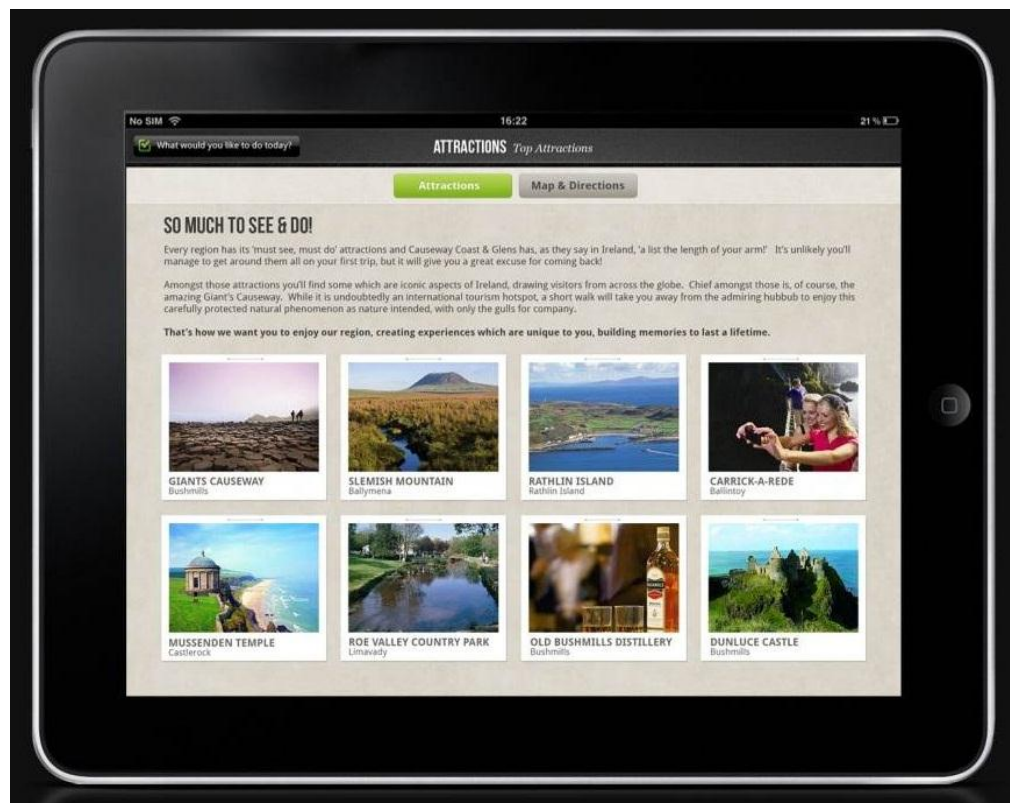 No SIM 16:22 21 %
What would you like to do today? ATTRACTIONS Top Attractions
Attractions Map & Directions
SO MUCH TO SEE & DO!
Every region has its 'must see, must do' attractions and Causeway Coast & Glens has, as they say in Ireland, 'a list the length of your arm!' It's unlikely you'll
manage to get around them all on your first trip, but it will give you a great excuse for coming back!
Amongst those attractions you'll find some which are iconic aspects of Ireland, drawing visitors from across the globe. Chief amongst those is, of course, the
amazing Giant's Causeway. While it is undoubtedly an international tourism hotspot, a short walk will take you away from the admiring hubbub to enjoy this
carefully protected natural phenomenon as nature intended, with only the gulls for company.
That's how we want you to enjoy our region, creating experiences which are unique to you, building memories to last a lifetime.
GIANTS CAUSEWAY
Bushmills
SLEMISH MOUNTAIN
Ballymena
RATHLIN ISLAND
Rathlin Island
CARRICK-A-REDE
Ballintoy
MUSSENDEN TEMPLE
Castlerock
ROE VALLEY COUNTRY PARK
Limavady
OLD BUSHMILLS DISTILLERY
Bushmills
DUNLUCE CASTLE
Bushmills